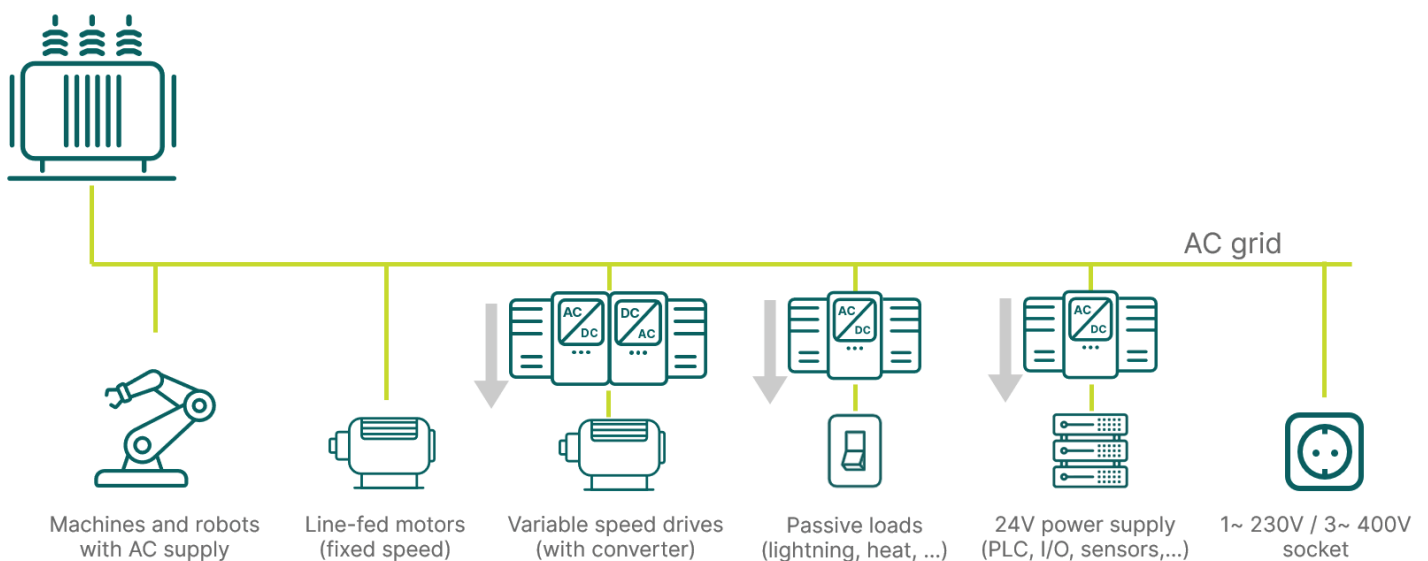 AC grid
AC
DC
DC
AC
AC
DC
AC
DC
Machines and robots
with AC supply
Line-fed motors
(fixed speed)
Variable speed drives
(with converter)
Passive loads
(lightning, heat, ...)
24V power supply
(PLC, I/O, sensors,...)
1~ 230V / 3~ 400V
socket